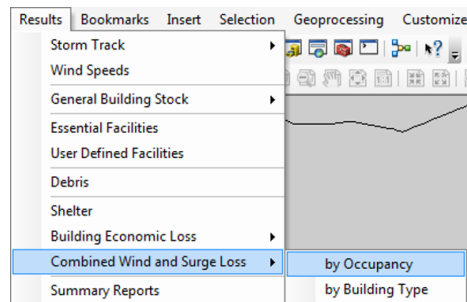 Results Bookmarks Insert Selection Geoprocessing Customize
Storm Track
Wind Speeds
General Building Stock
Essential Facilities
User Defined Facilities
Debris
Shelter
Building Economic Loss
Combined Wind and Surge Loss
by Occupancy
Summary Reports
by Building Type